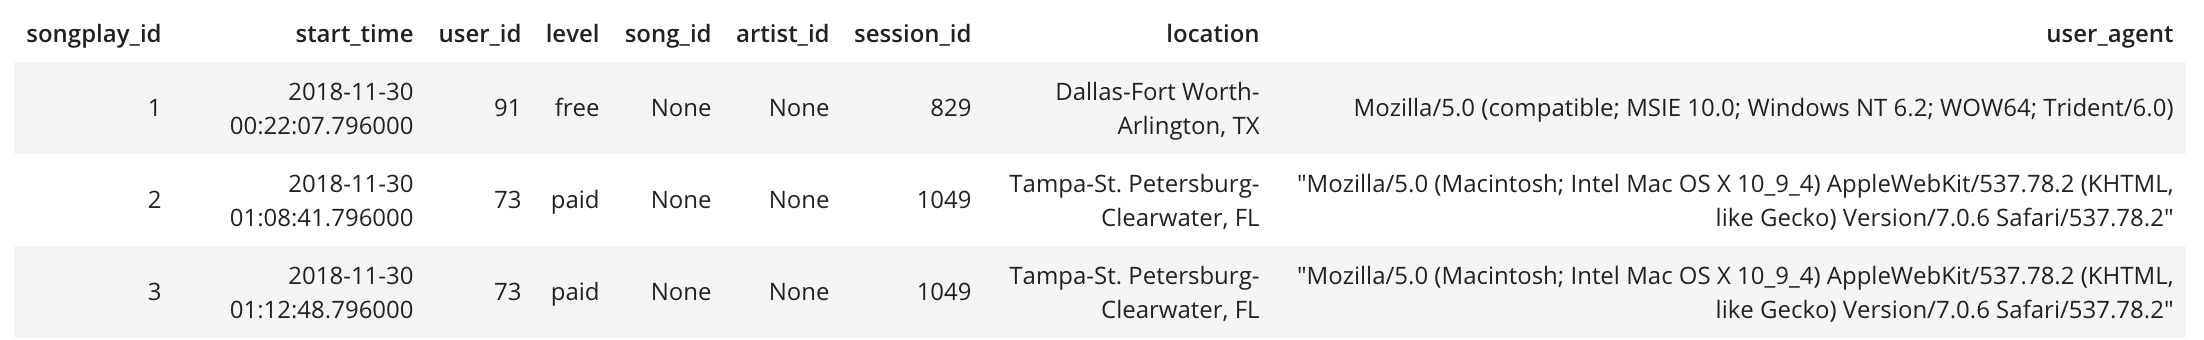 songplay_id start_time user_id level song_id artist_id session_id location user_agent
1 2018-11-30 00:22:07.796000 91 free None None 829 Dallas-Fort Worth-Arlington, TX Mozilla/5.0 (compatible; MSIE 10.0; Windows NT 6.2; WOW64; Trident/6.0)
2 2018-11-30 01:08:41.796000 73 paid None None 1049 Tampa-St. Petersburg-Clearwater, FL "Mozilla/5.0 (Macintosh; Intel Mac OS X 10_9_4) AppleWebKit/537.78.2 (KHTML, like Gecko) Version/7.0.6 Safari/537.78.2"
3 2018-11-30 01:12:48.796000 73 paid None None 1049 Tampa-St. Petersburg-Clearwater, FL "Mozilla/5.0 (Macintosh; Intel Mac OS X 10_9_4) AppleWebKit/537.78.2 (KHTML, like Gecko) Version/7.0.6 Safari/537.78.2"